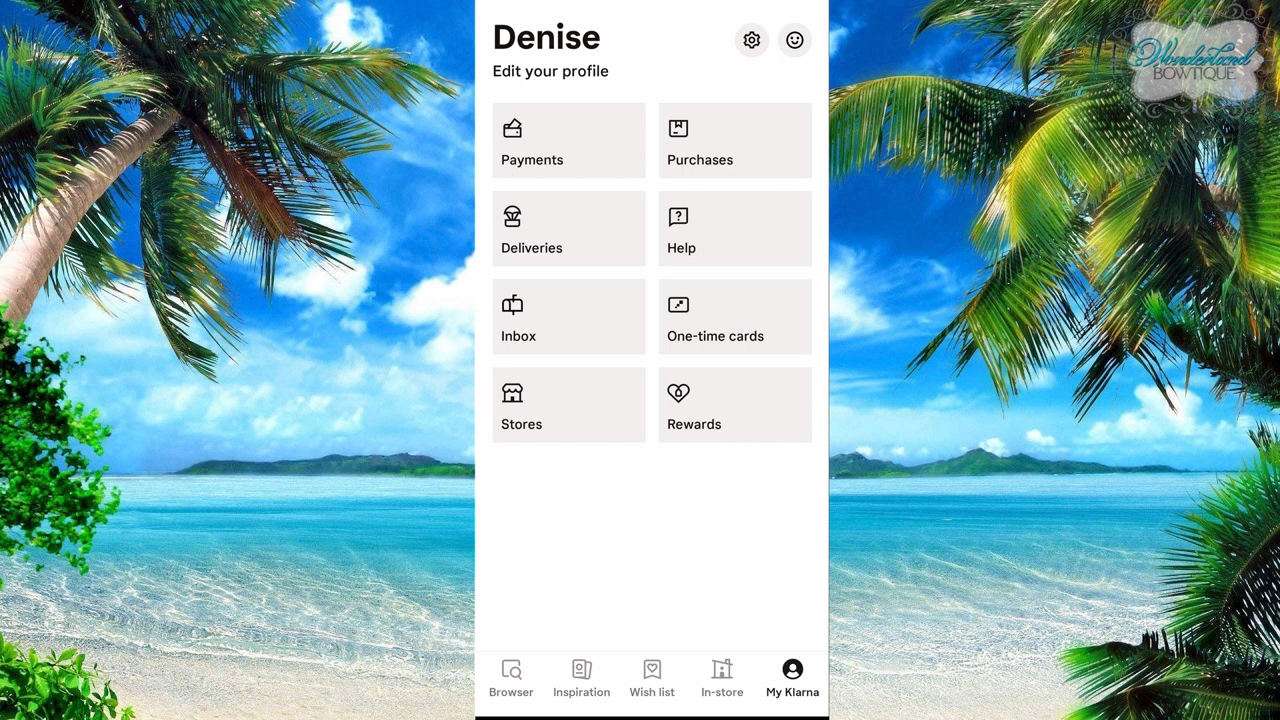 Denise
Edit your profile
Payments
Purchases
Deliveries
Help
Inbox
One-time cards
Stores
Rewards
Browser
Inspiration
Wish list
In-store
My Klarna
Wonderland
BOWTIQUE